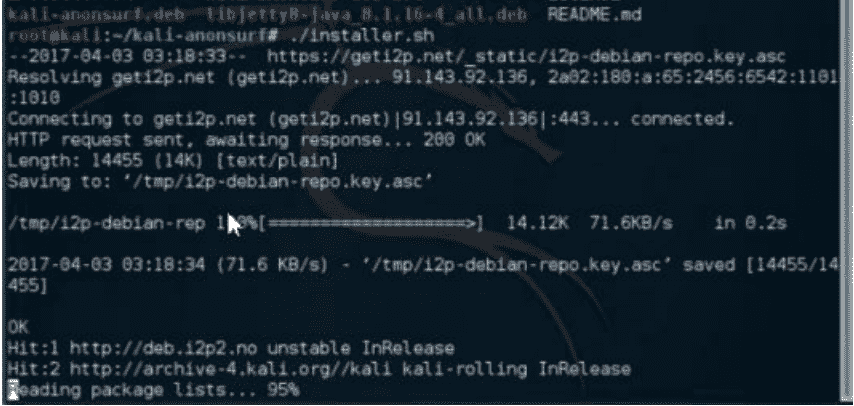 kali-anonsurf.deb  libjetty8-java_8.1.16-4_all.deb  README.md
root@kali:~/kali-anonsurf# ./installer.sh
--2017-04-03 03:18:33--  https://geti2p.net/_static/i2p-debian-repo.key.asc
Resolving geti2p.net (geti2p.net)... 91.143.92.136, 2a02:180:a:65:2456:6542:1101
:1010
Connecting to geti2p.net (geti2p.net)|91.143.92.136|:443... connected.
HTTP request sent, awaiting response... 200 OK
Length: 14455 (14K) [text/plain]
Saving to: ‘/tmp/i2p-debian-repo.key.asc’
/tmp/i2p-debian-rep 100%[===================>]  14.12K  71.6KB/s    in 0.2s
2017-04-03 03:18:34 (71.6 KB/s) - ‘/tmp/i2p-debian-repo.key.asc’ saved [14455/14
455]
OK
Hit:1 http://deb.i2p2.no unstable InRelease
Hit:2 http://archive-4.kali.org//kali kali-rolling InRelease
Reading package lists... 95%